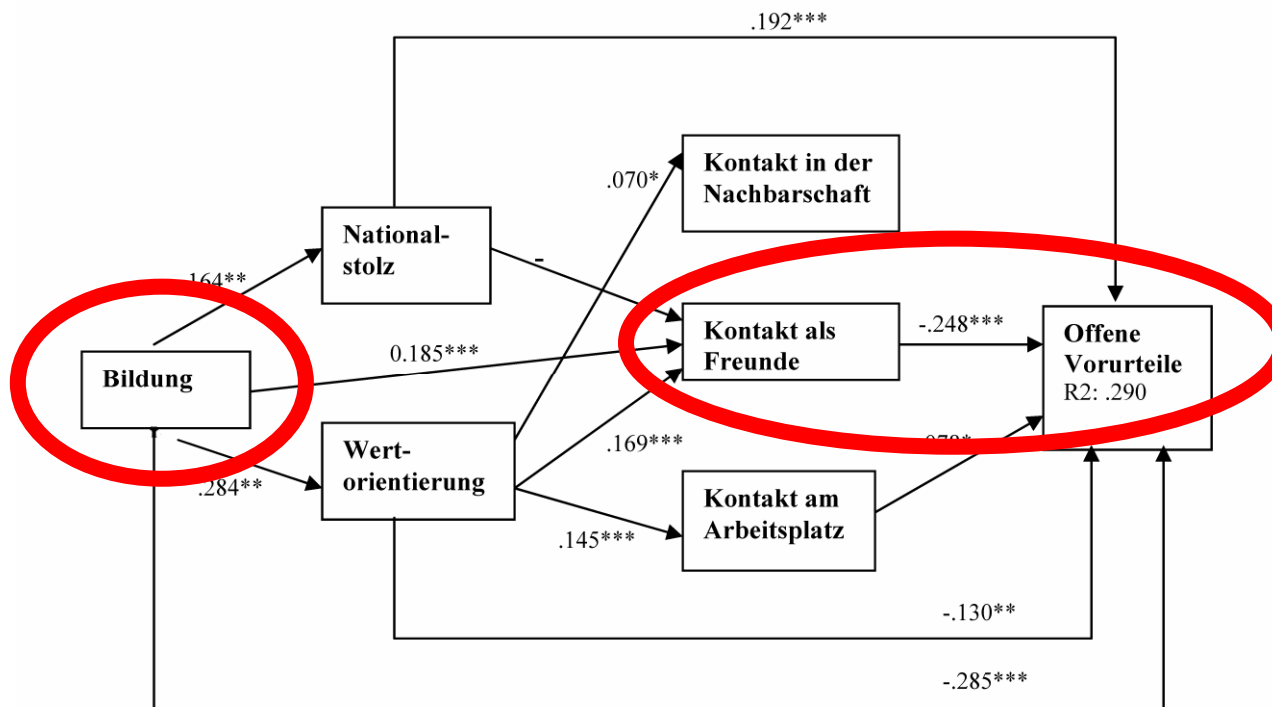 .192***
Kontakt in der
Nachbarschaft
.070*
National-
stolz
-
.164**
Kontakt als
Freunde
-.248***
Offene
Vorurteile
R2: .290
0.185***
Bildung
Wert-
orientierung
.169***
.284**
Kontakt am
Arbeitsplatz
.145***
-.130**
-.285***